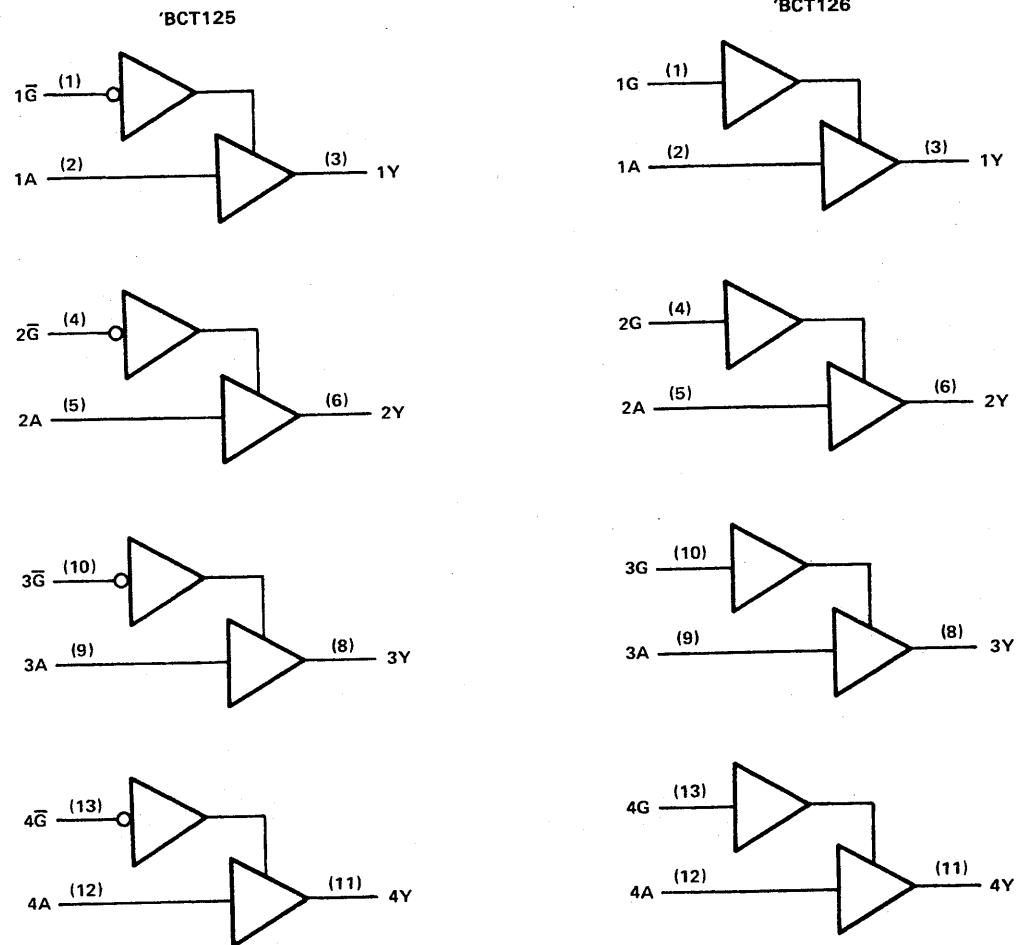 'BCT125
1G̅ (1)
1A (2)
(3) 1Y
2G̅ (4)
2A (5)
(6) 2Y
3G̅ (10)
3A (9)
(8) 3Y
4G̅ (13)
4A (12)
(11) 4Y
'BCT126
1G (1)
1A (2)
(3) 1Y
2G (4)
2A (5)
(6) 2Y
3G (10)
3A (9)
(8) 3Y
4G (13)
4A (12)
(11) 4Y